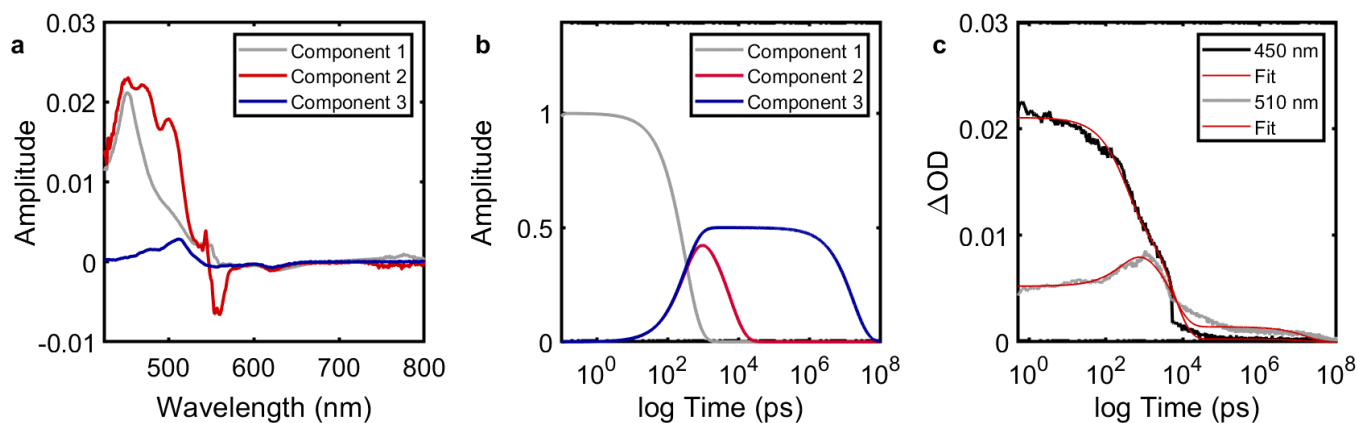 a
0.03
0.02
0.01
0
-0.01
Amplitude
500
600
700
800
Wavelength (nm)
Component 1
Component 2
Component 3
b
1
0.5
0
Amplitude
10^0
10^2
10^4
10^6
10^8
log Time (ps)
Component 1
Component 2
Component 3
c
0.03
0.02
0.01
0
ΔOD
10^0
10^2
10^4
10^6
10^8
log Time (ps)
450 nm
Fit
510 nm
Fit